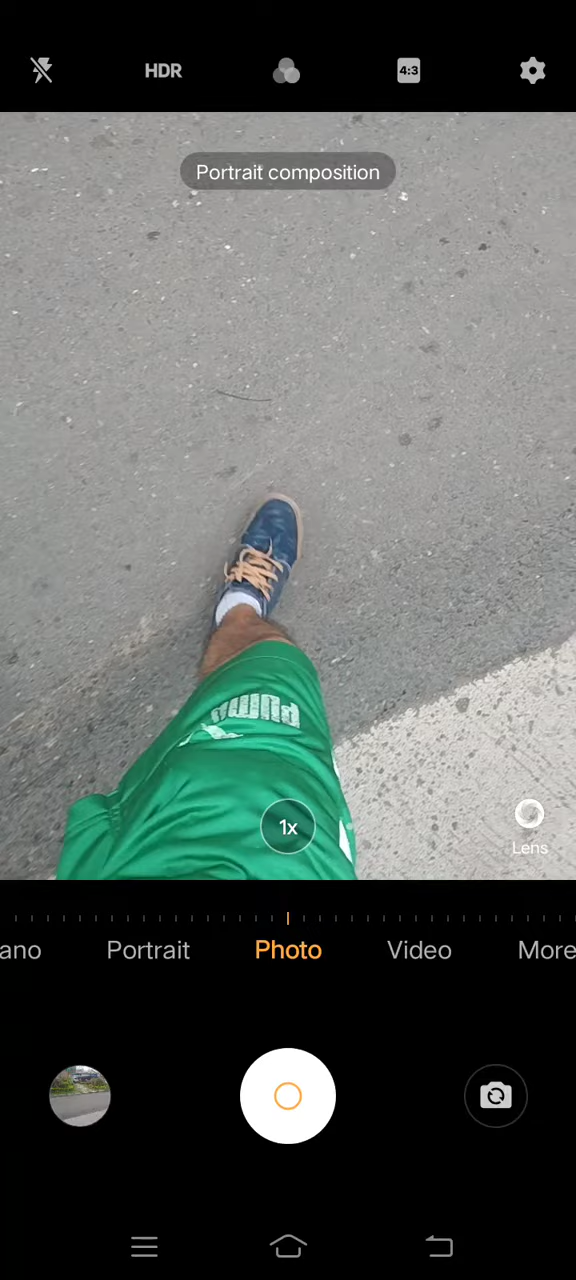 HDR
4:3
Portrait composition
PUMA
1x
Lens
ano
Portrait
Photo
Video
More